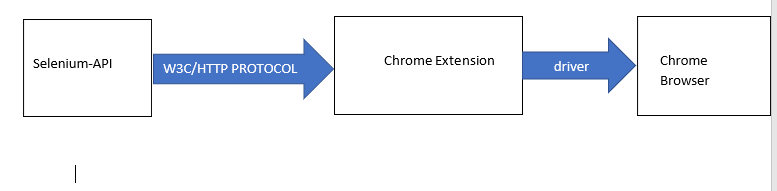 Selenium-API
W3C/HTTP PROTOCOL
Chrome Extension
driver
Chrome
Browser